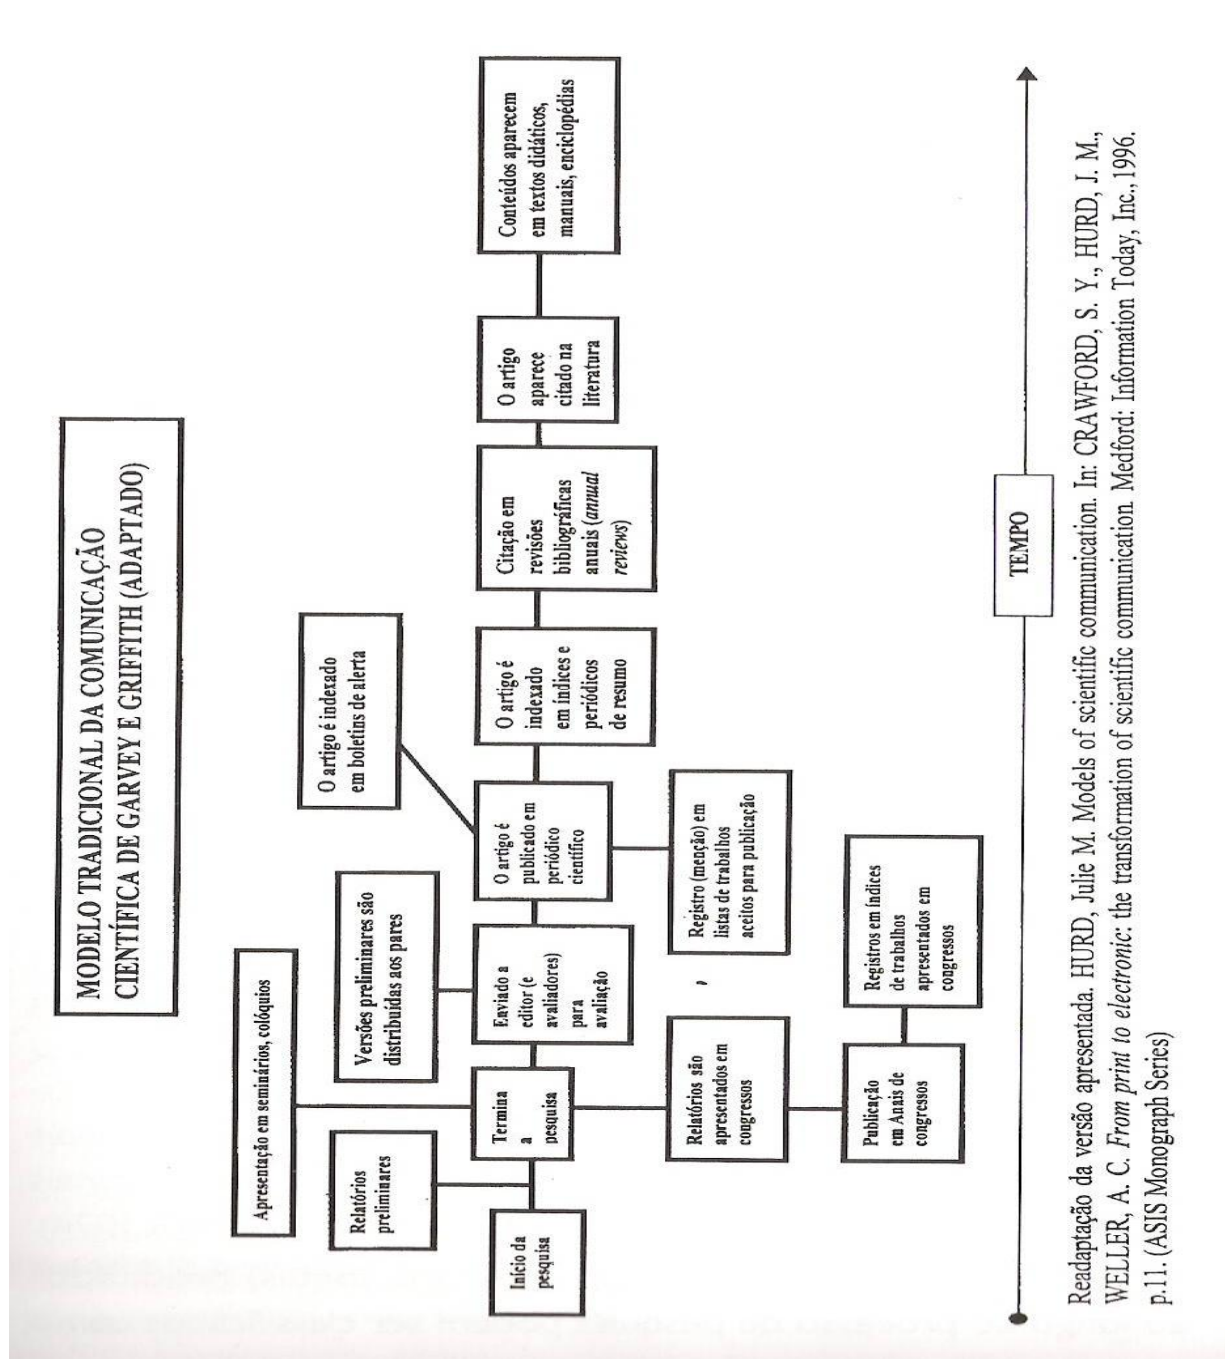 MODELO TRADICIONAL DA COMUNICAÇÃO
CIENTÍFICA DE GARVEY E GRIFFITH (ADAPTADO)
Apresentação em seminários, colóquios
Relatórios
preliminares
Versões preliminares são
distribuídas aos pares
O artigo é indexado
em boletins de alerta
Início da
pesquisa
Termina
a
pesquisa
Enviado a
editor (e
avaliadores)
para
avaliação
O artigo é
publicado em
periódico
científico
O artigo é
indexado
em índices e
periódicos
de resumo
Citação em
revisões
bibliográficas
anuais (annual
reviews)
O artigo
aparece
citado na
literatura
Conteúdos aparecem
em textos didáticos,
manuais, enciclopédias
Relatórios são
apresentados em
congressos
Registro (menção) em
listas de trabalhos
aceitos para publicação
Publicação
em Anais de
congressos
Registros em índices
de trabalhos
apresentados em
congressos
TEMPO
Readaptação da versão apresentada. HURD, Julie M. Models of scientific communication. In: CRAWFORD, S. Y., HURD, J. M.,
WELLER, A. C. From print to electronic: the transformation of scientific communication. Medford: Information Today, Inc., 1996.
p.11. (ASIS Monograph Series)